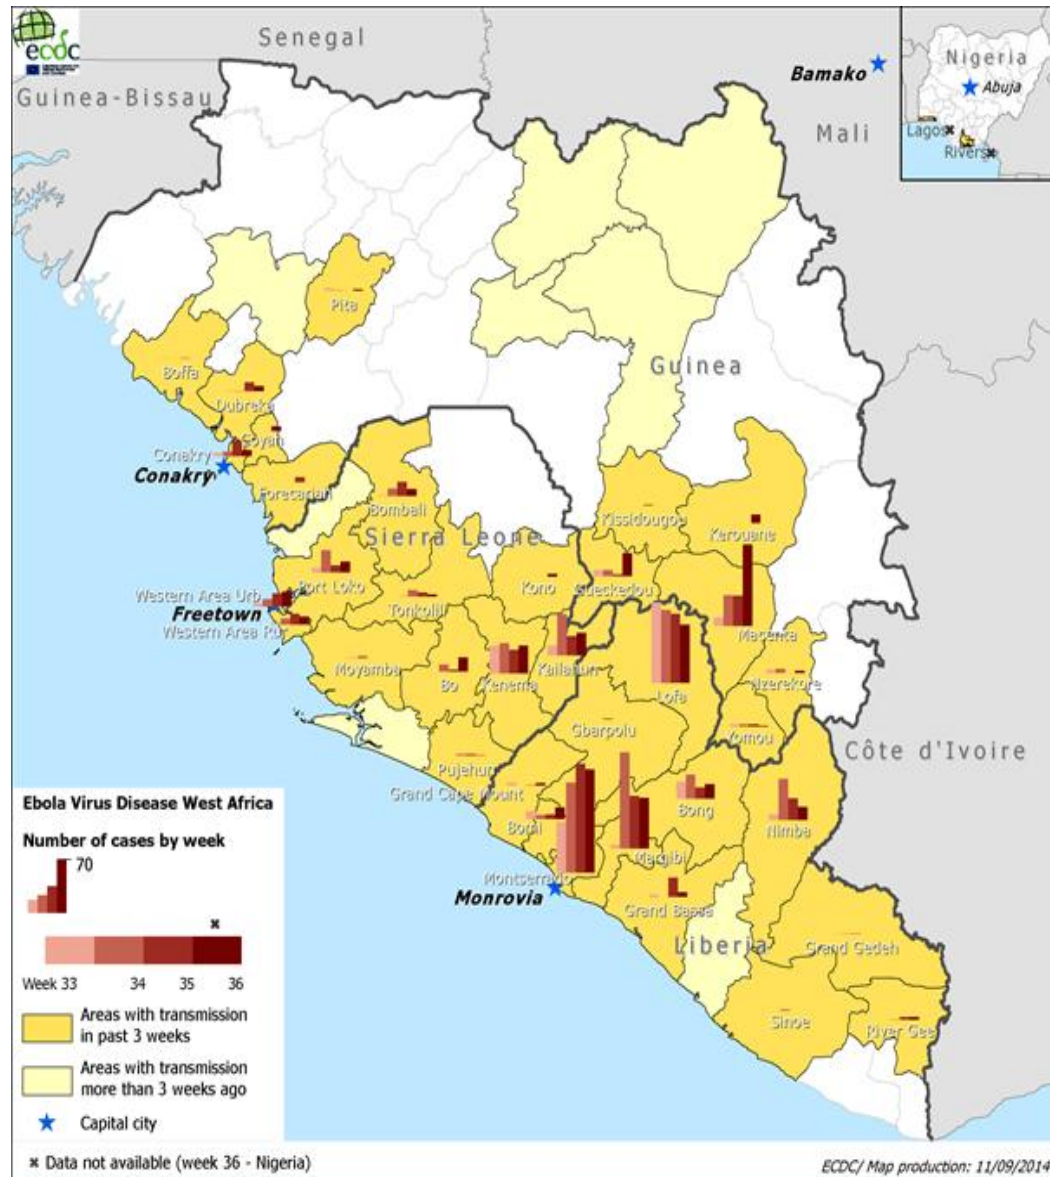 ecdc
Senegal
Guinea-Bissau
Bamako
Mali
Nigeria
Abuja
Lagos
Rivers
Pita
Boffa
Dubreka
Coyah
Conakry
Conakry
Forecariah
Guinea
Bombali
Sierra Leone
Kissidougou
Kerouane
Port Loko
Kono
Gueckedou
Western Area Urb
Freetown
Tonkolili
Western Area Ru
Macenta
Moyamba
Bo
Kenema
Kailahun
Lofa
Nzerekore
Gbarpolu
Yomou
Côte d'Ivoire
Pujehun
Grand Cape Mount
Bong
Nimba
Bomi
Margibi
Montserrado
Monrovia
Grand Bassa
Liberia
Grand Gedeh
Sinoe
River Gee
Ebola Virus Disease West Africa
Number of cases by week
70
Week 33 34 35 36
Areas with transmission
in past 3 weeks
Areas with transmission
more than 3 weeks ago
Capital city
Data not available (week 36 - Nigeria)
ECDC/ Map production: 11/09/2014